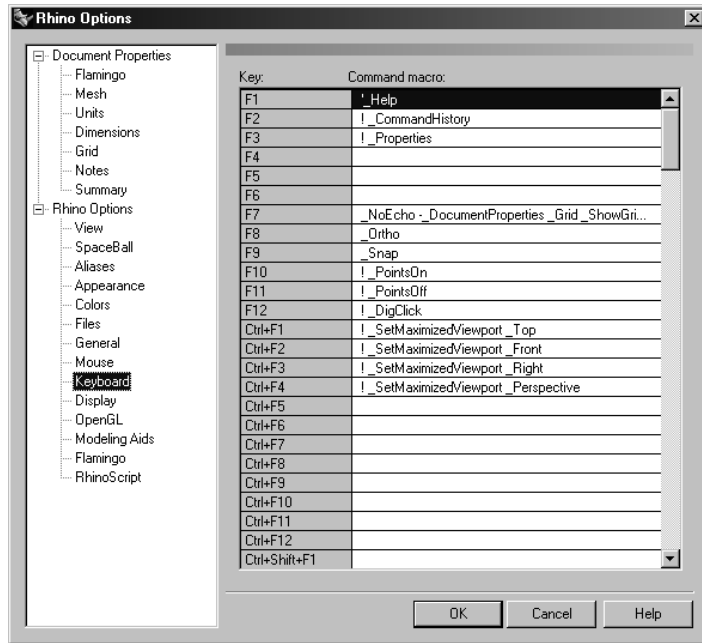 Rhino Options
Document Properties
Flamingo
Mesh
Units
Dimensions
Grid
Notes
Summary
Rhino Options
View
SpaceBall
Aliases
Appearance
Colors
Files
General
Mouse
Keyboard
Display
OpenGL
Modeling Aids
Flamingo
RhinoScript
Key: Command macro:
F1 '_Help
F2 ! _CommandHistory
F3 ! _Properties
F4
F5
F6
F7 _NoEcho -_DocumentProperties _Grid _ShowGri...
F8 _Ortho
F9 _Snap
F10 ! _PointsOn
F11 ! _PointsOff
F12 ! _DigClick
Ctrl+F1 ! _SetMaximizedViewport _Top
Ctrl+F2 ! _SetMaximizedViewport _Front
Ctrl+F3 ! _SetMaximizedViewport _Right
Ctrl+F4 ! _SetMaximizedViewport _Perspective
Ctrl+F5
Ctrl+F6
Ctrl+F7
Ctrl+F8
Ctrl+F9
Ctrl+F10
Ctrl+F11
Ctrl+F12
Ctrl+Shift+F1
OK Cancel Help